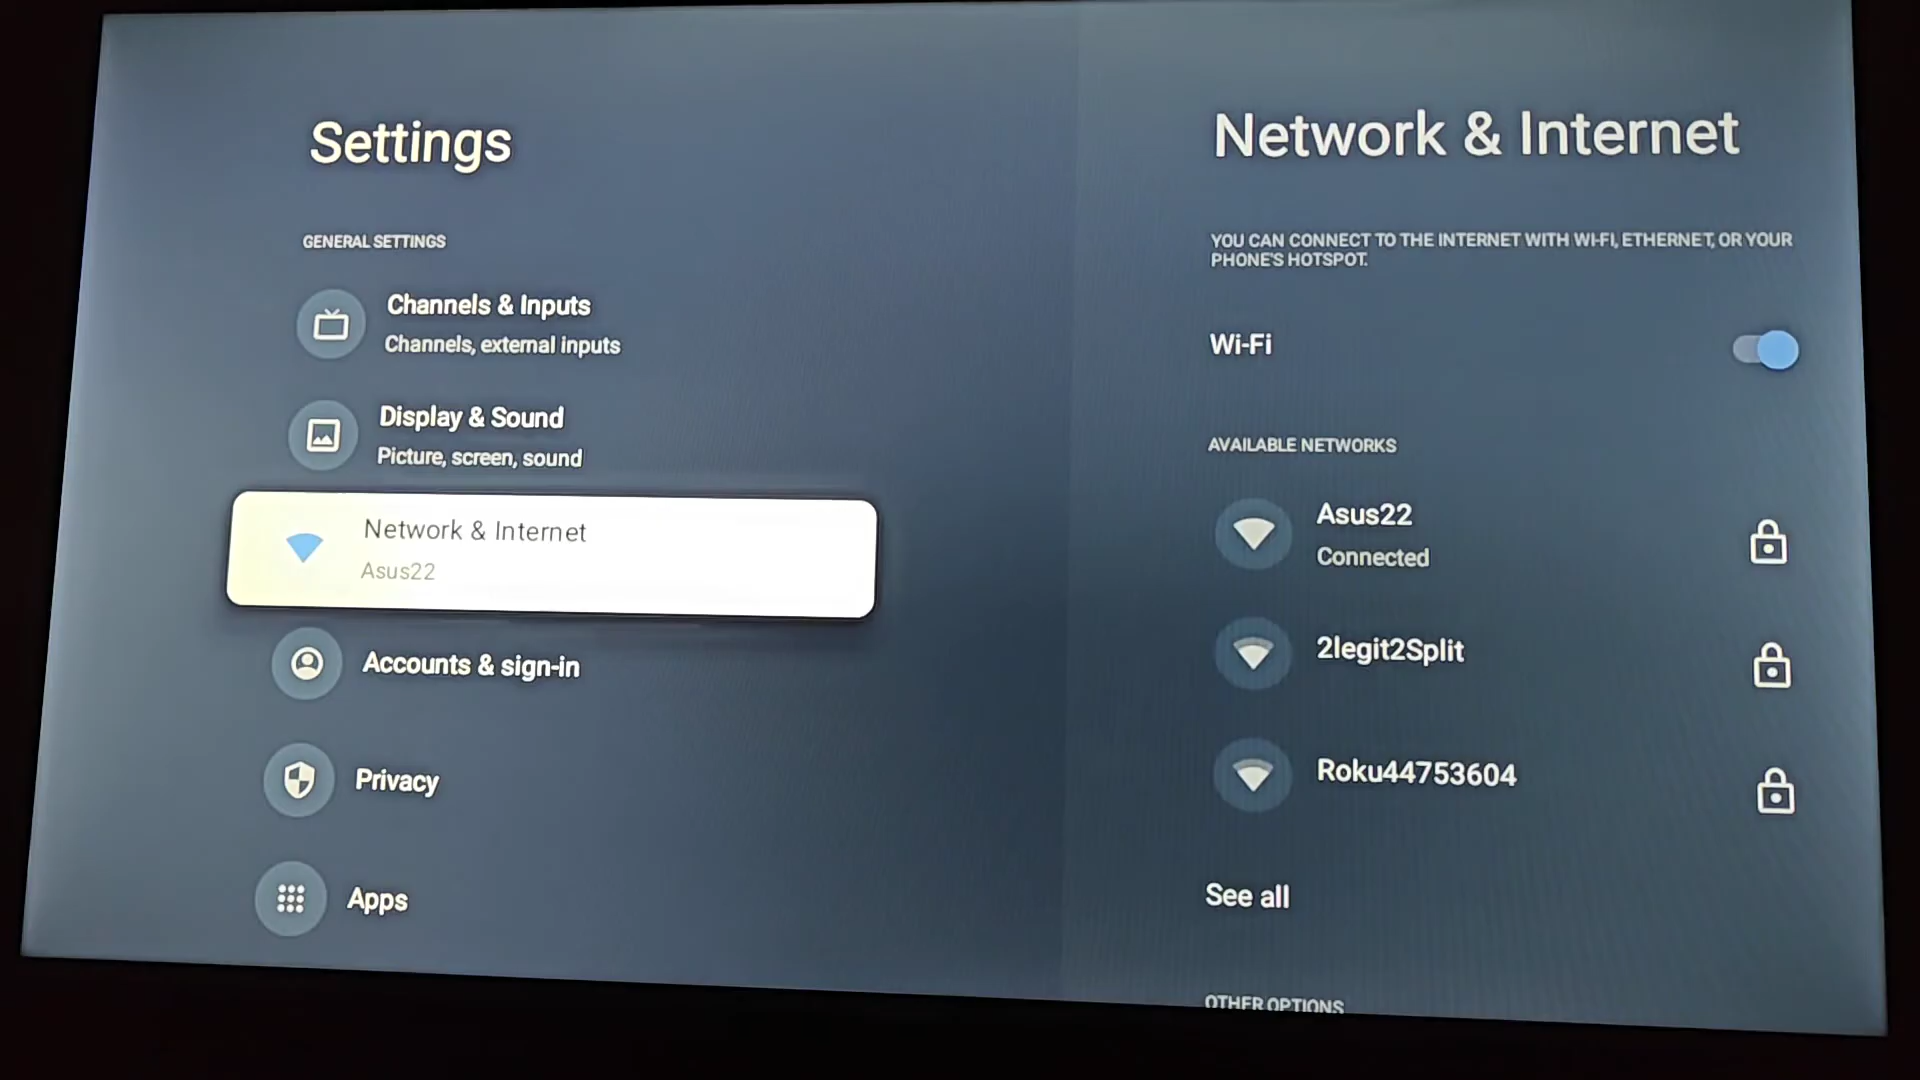 Settings
GENERAL SETTINGS
Channels & Inputs
Channels, external inputs
Display & Sound
Picture, screen, sound
Network & Internet
Asus22
Accounts & sign-in
Privacy
Apps
Network & Internet
YOU CAN CONNECT TO THE INTERNET WITH WI-FI, ETHERNET, OR YOUR
PHONE'S HOTSPOT.
Wi-Fi
AVAILABLE NETWORKS
Asus22
Connected
2legit2Split
Roku44753604
See all
OTHER OPTIONS